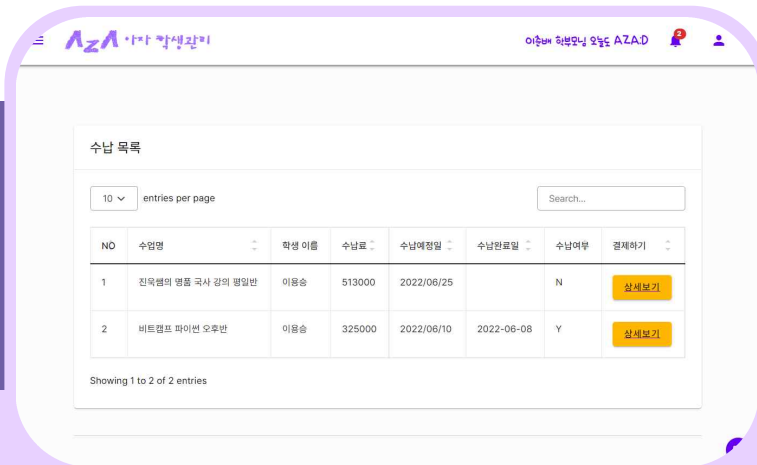 AZA 아자 학생관리
이충배 학부모님 오늘도 AZA:D
2
수납 목록
10 entries per page
Search...
NO 수업명 학생 이름 수납료 수납예정일 수납완료일 수납여부 결제하기
1 진욱쌤의 명품 국사 강의 평일반 이용승 513000 2022/06/25 N 상세보기
2 비트캠프 파이썬 오후반 이용승 325000 2022/06/10 2022-06-08 Y 상세보기
Showing 1 to 2 of 2 entries